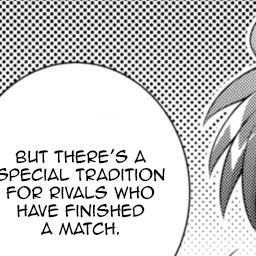 BUT THERE'S A
SPECIAL TRADITION
FOR RIVALS WHO
HAVE FINISHED
A MATCH.